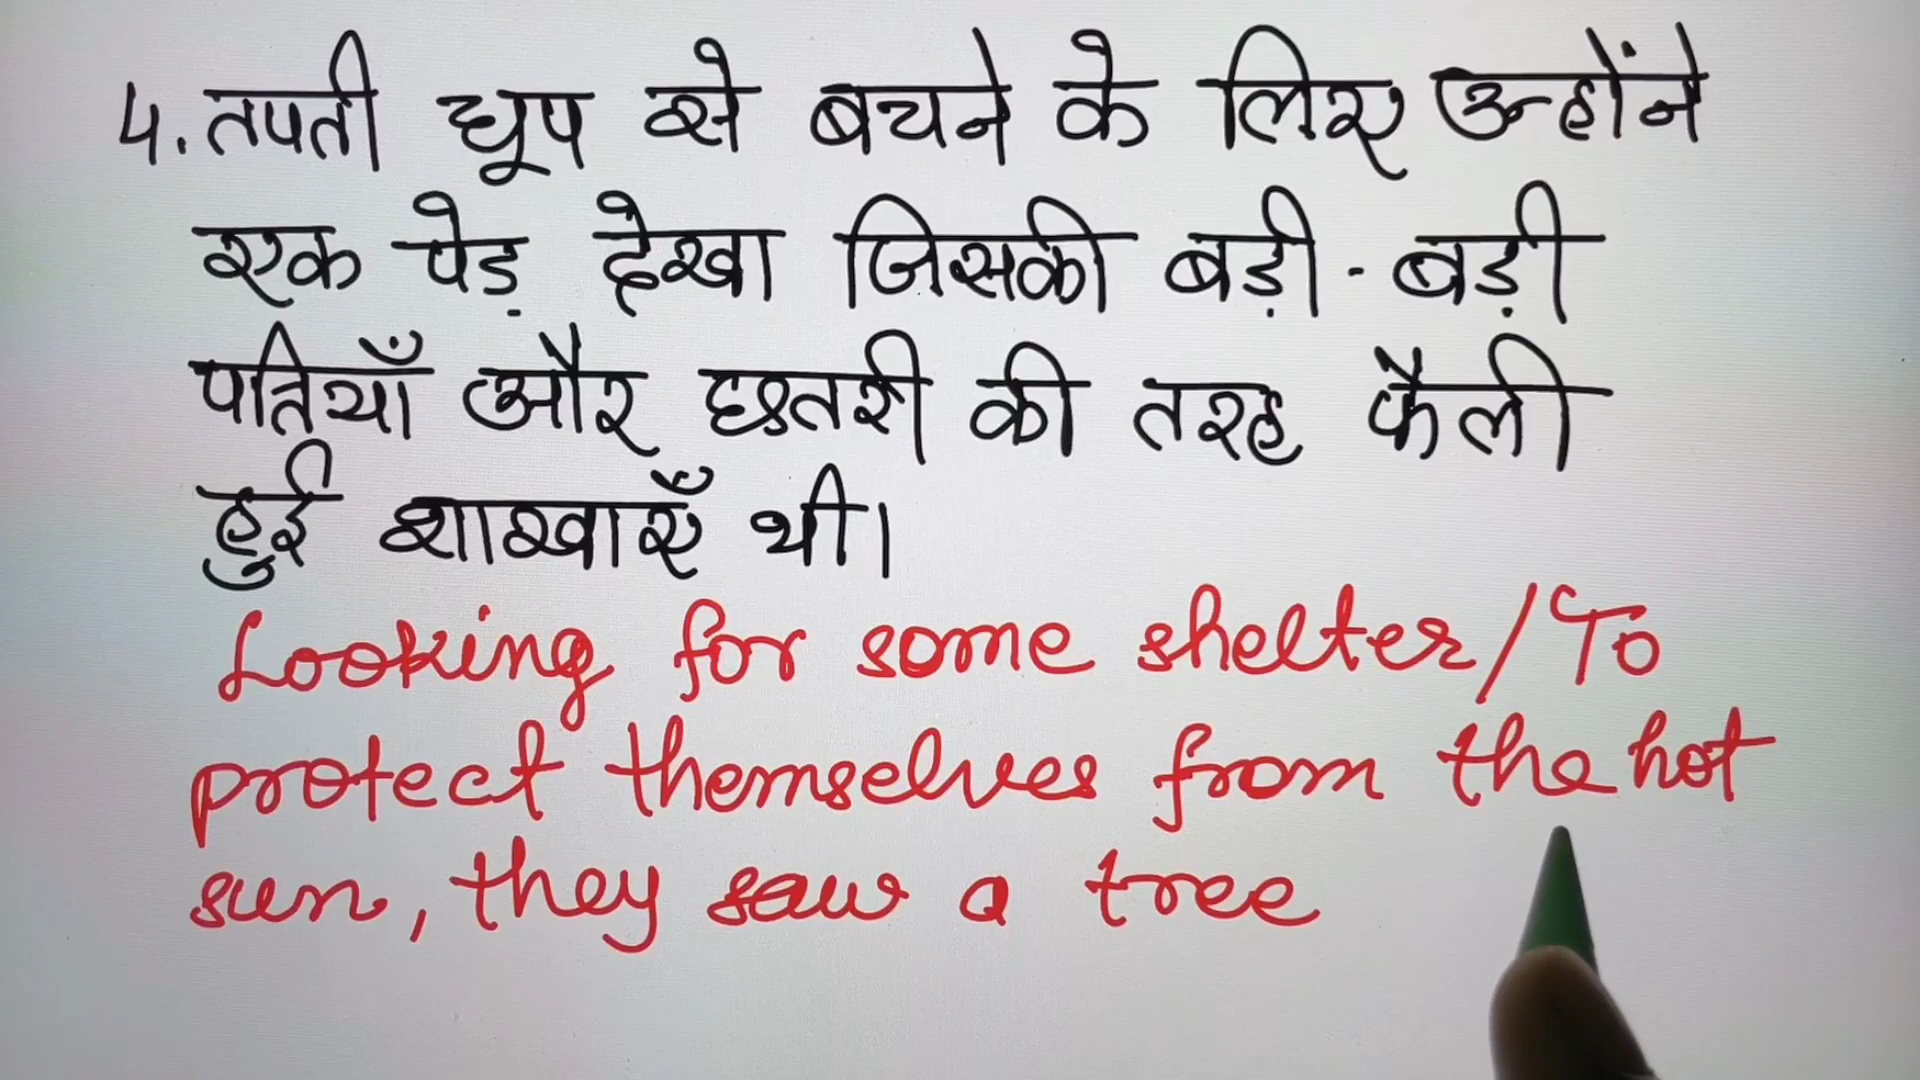 4. तपती धूप से बचने के लिए उन्होंने
एक पेड़ देखा जिसकी बड़ी - बड़ी
पतियाँ और छतरी की तरह फैली
हुई शाखाएँ थी।
Looking for some shelter/To
protect themselves from the hot
sun, they saw a tree